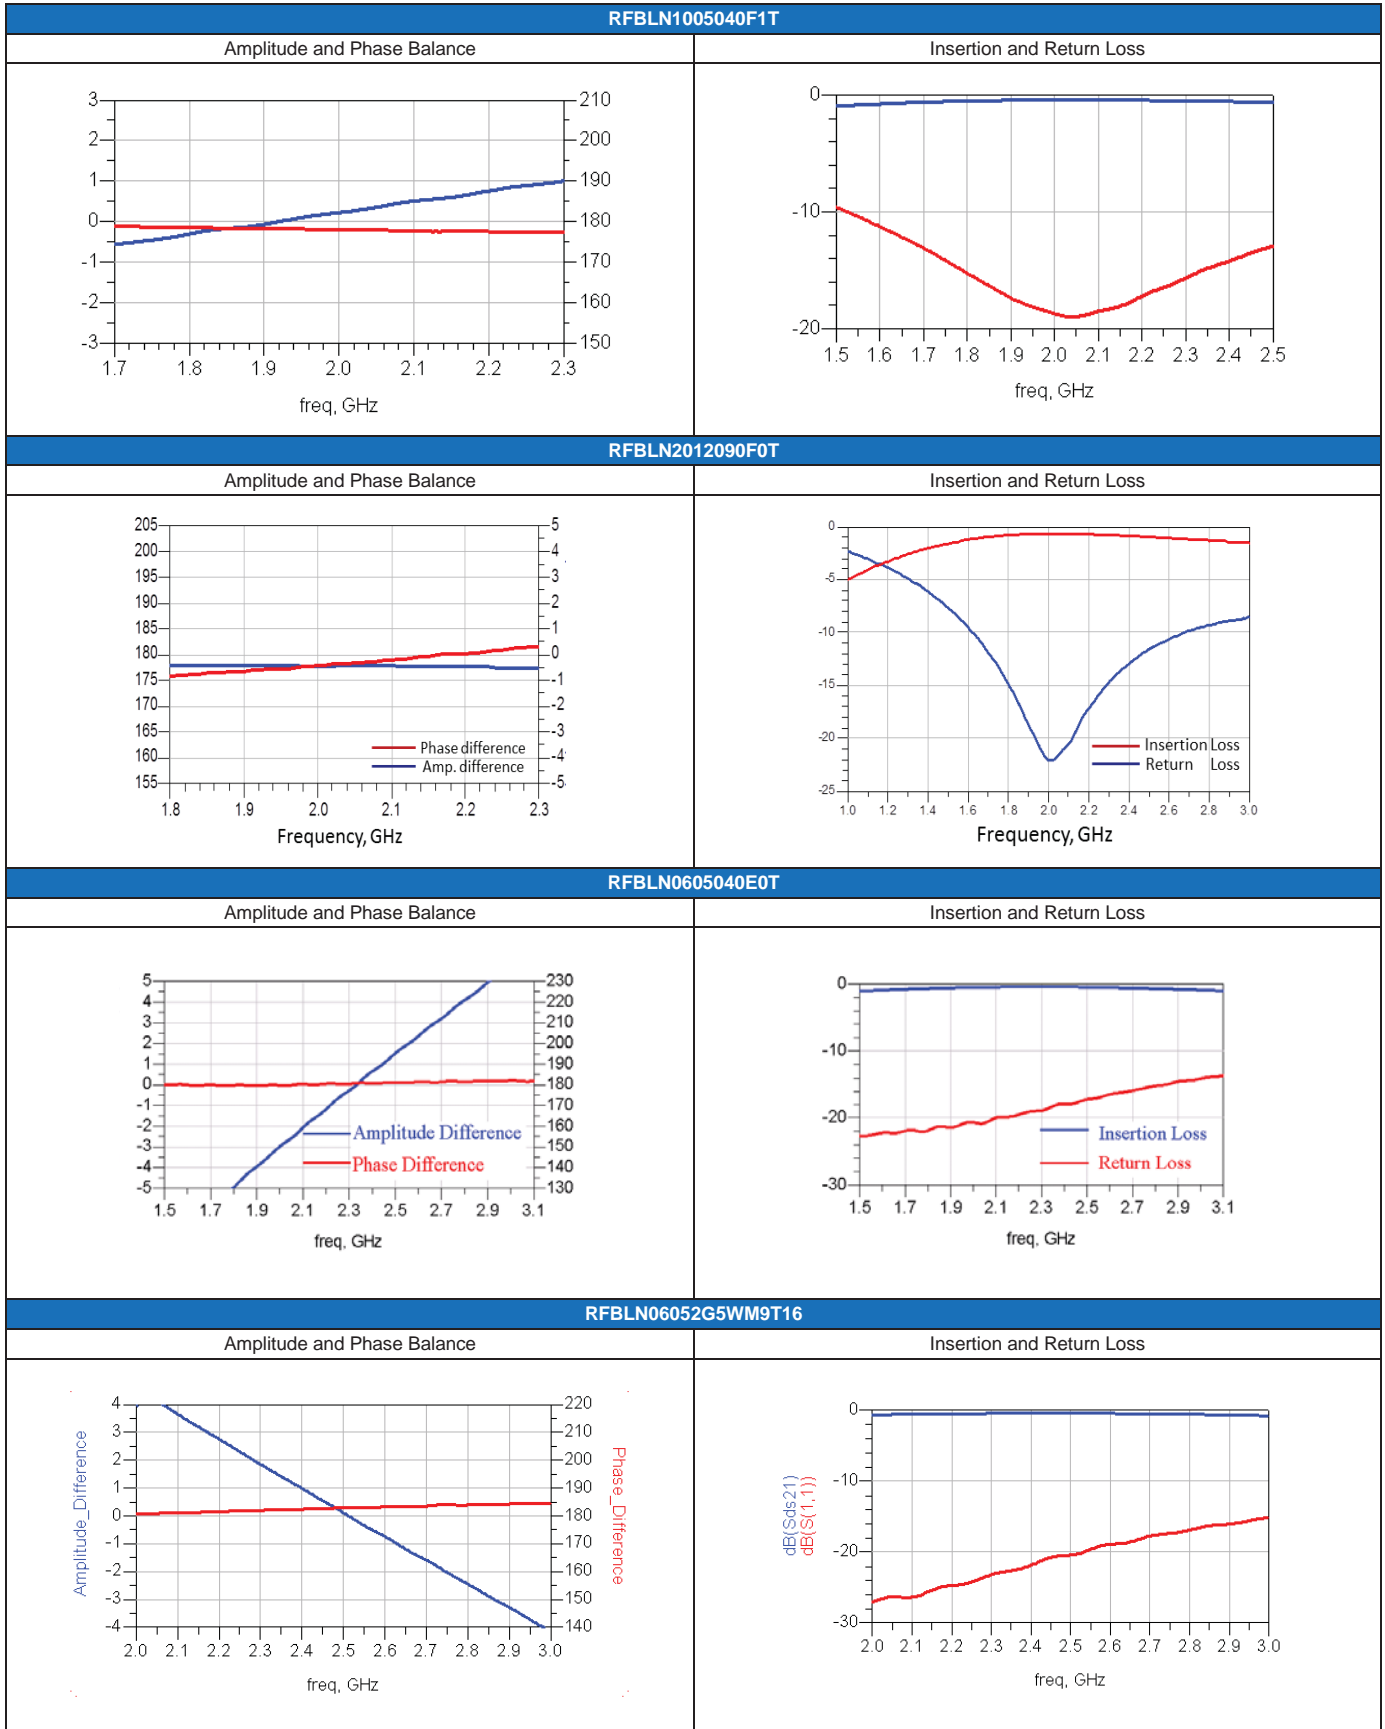 RFBLN1005040F1T
Amplitude and Phase Balance
Insertion and Return Loss
3
2
1
0
-1
-2
-3
210
200
190
180
170
160
150
1.7 1.8 1.9 2.0 2.1 2.2 2.3
freq, GHz
0
-10
-20
1.5 1.6 1.7 1.8 1.9 2.0 2.1 2.2 2.3 2.4 2.5
freq, GHz
RFBLN2012090F0T
Amplitude and Phase Balance
Insertion and Return Loss
205
200
195
190
185
180
175
170
165
160
155
5
4
3
2
1
0
-1
-2
-3
-4
-5
Phase difference
Amp. difference
1.8 1.9 2.0 2.1 2.2 2.3
Frequency, GHz
0
-5
-10
-15
-20
-25
Insertion Loss
Return Loss
1.0 1.2 1.4 1.6 1.8 2.0 2.2 2.4 2.6 2.8 3.0
Frequency, GHz
RFBLN0605040E0T
Amplitude and Phase Balance
Insertion and Return Loss
5
4
3
2
1
0
-1
-2
-3
-4
-5
230
220
210
200
190
180
170
160
150
140
130
Amplitude Difference
Phase Difference
1.5 1.7 1.9 2.1 2.3 2.5 2.7 2.9 3.1
freq, GHz
0
-10
-20
-30
Insertion Loss
Return Loss
1.5 1.7 1.9 2.1 2.3 2.5 2.7 2.9 3.1
freq, GHz
RFBLN06052G5WM9T16
Amplitude and Phase Balance
Insertion and Return Loss
Amplitude_Difference
4
3
2
1
0
-1
-2
-3
-4
220
210
200
190
180
170
160
150
140
Phase_Difference
2.0 2.1 2.2 2.3 2.4 2.5 2.6 2.7 2.8 2.9 3.0
freq, GHz
dB(Sds21)
dB(S(1,1))
0
-10
-20
-30
2.0 2.1 2.2 2.3 2.4 2.5 2.6 2.7 2.8 2.9 3.0
freq, GHz